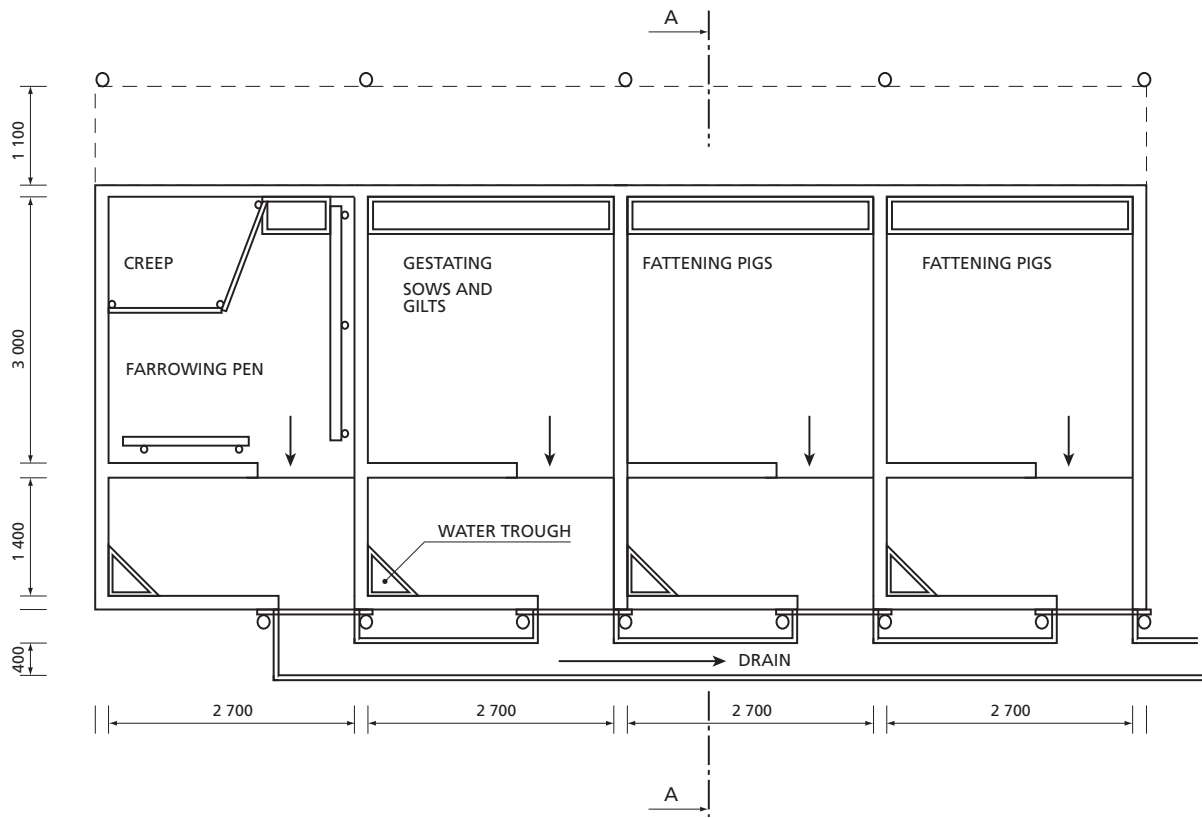 A
1 100
CREEP
GESTATING
SOWS AND
GILTS
FATTENING PIGS
FATTENING PIGS
3 000
FARROWING PEN
WATER TROUGH
1 400
400
DRAIN
2 700
2 700
2 700
2 700
A